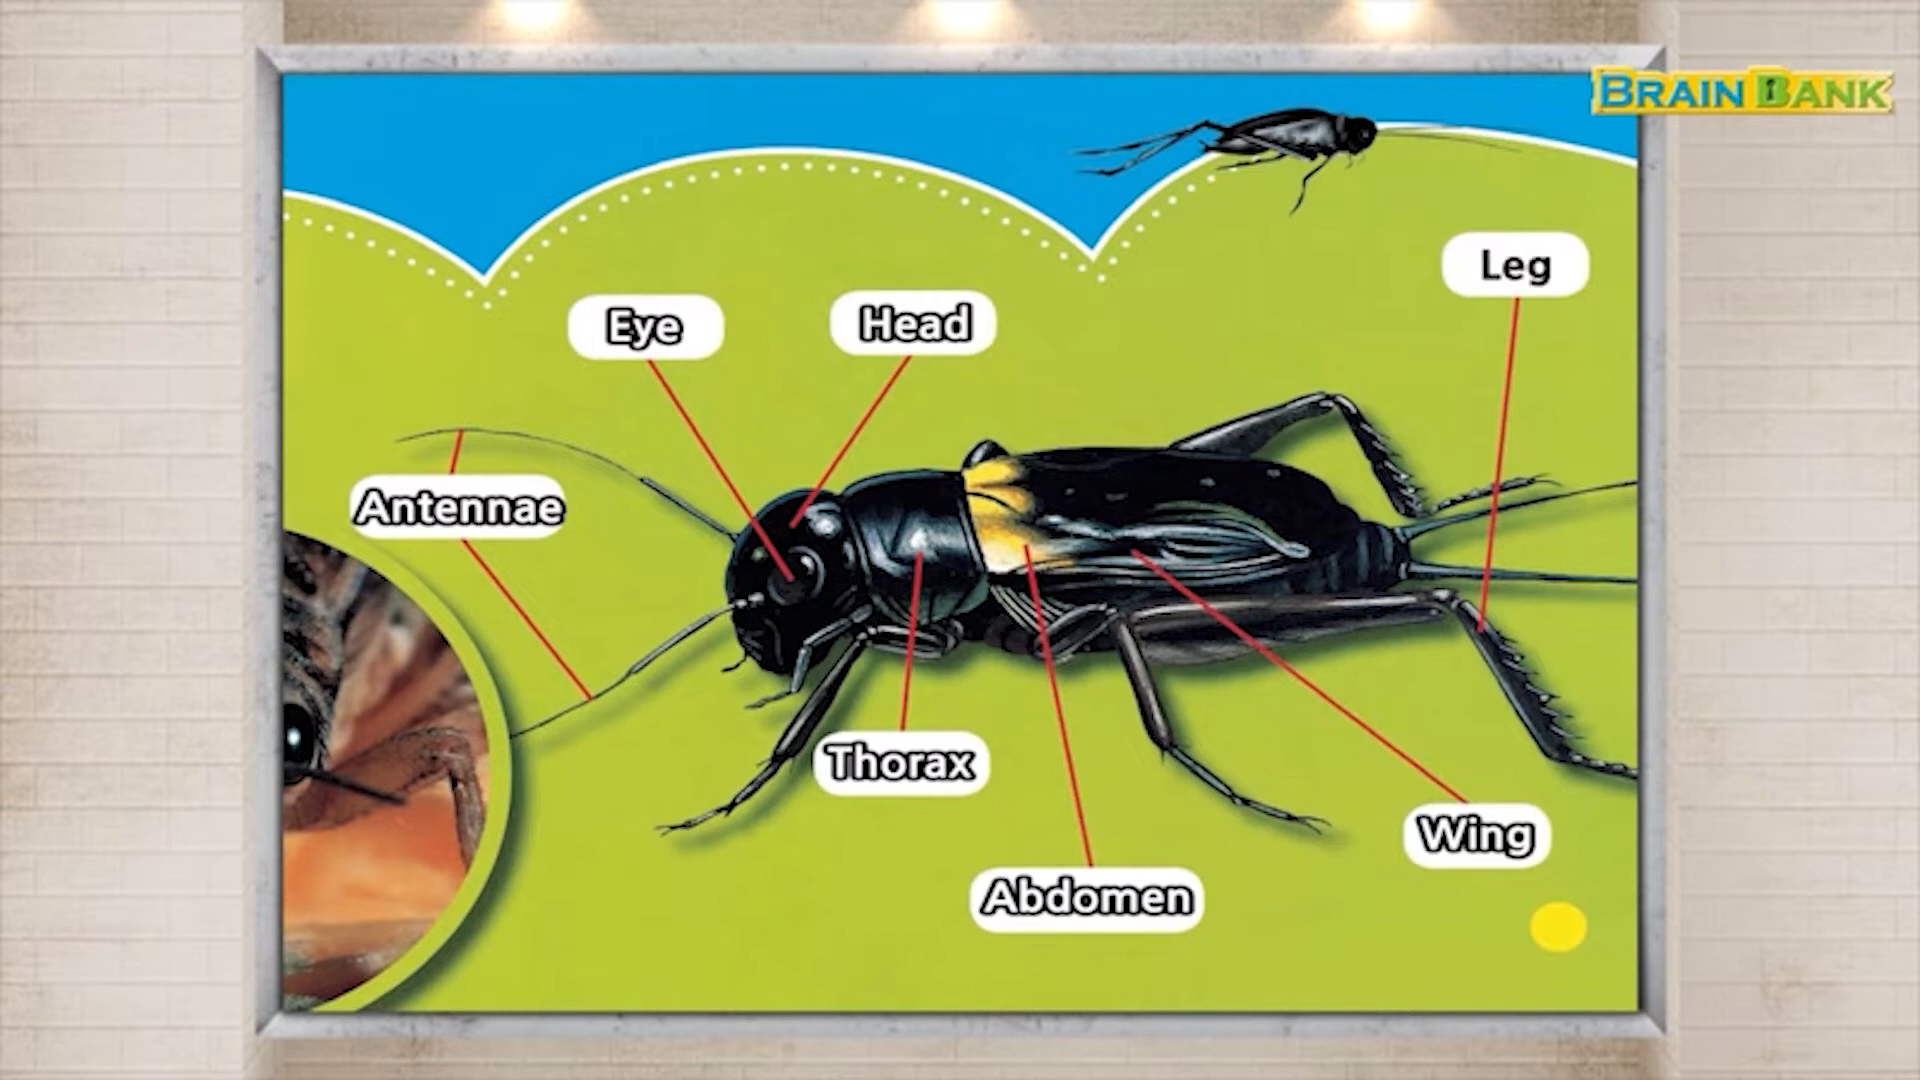 BRAIN BANK
Leg
Eye
Head
Antennae
Thorax
Wing
Abdomen